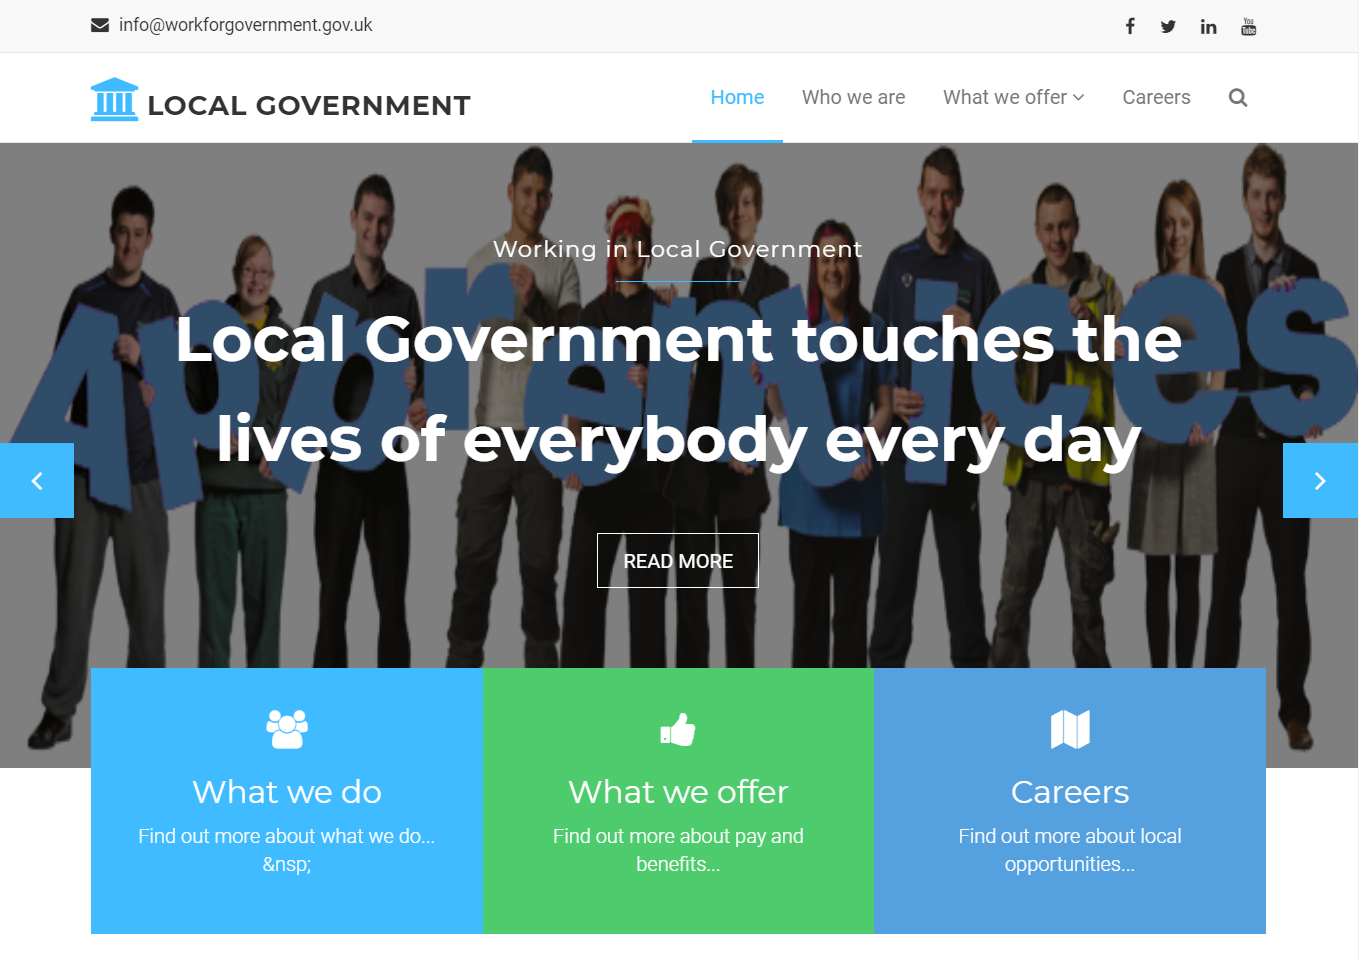 info@workforgovernment.gov.uk
You
Tube
LOCAL GOVERNMENT
Home
Who we are
What we offer
Careers
Working in Local Government
Apprentices
Local Government touches the
lives of everybody every day
READ MORE
What we do
Find out more about what we do...
&nsp;
What we offer
Find out more about pay and
benefits...
Careers
Find out more about local
opportunities...